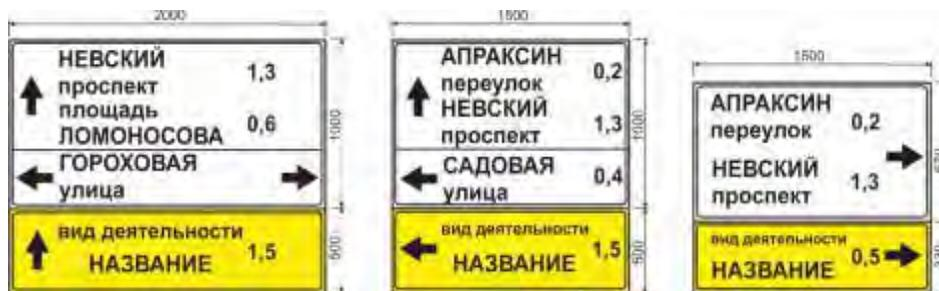 2000
НЕВСКИЙ
проспект 1,3
площадь
ЛОМОНОСОВА 0,6
ГОРОХОВАЯ
улица
1000
вид деятельности
НАЗВАНИЕ 1,5
500
1500
АПРАКСИН
переулок 0,2
НЕВСКИЙ
проспект 1,3
САДОВАЯ
улица 0,4
1000
вид деятельности
НАЗВАНИЕ 1,5
500
1500
АПРАКСИН
переулок 0,2
НЕВСКИЙ
проспект 1,3
670
вид деятельности
НАЗВАНИЕ 0,5